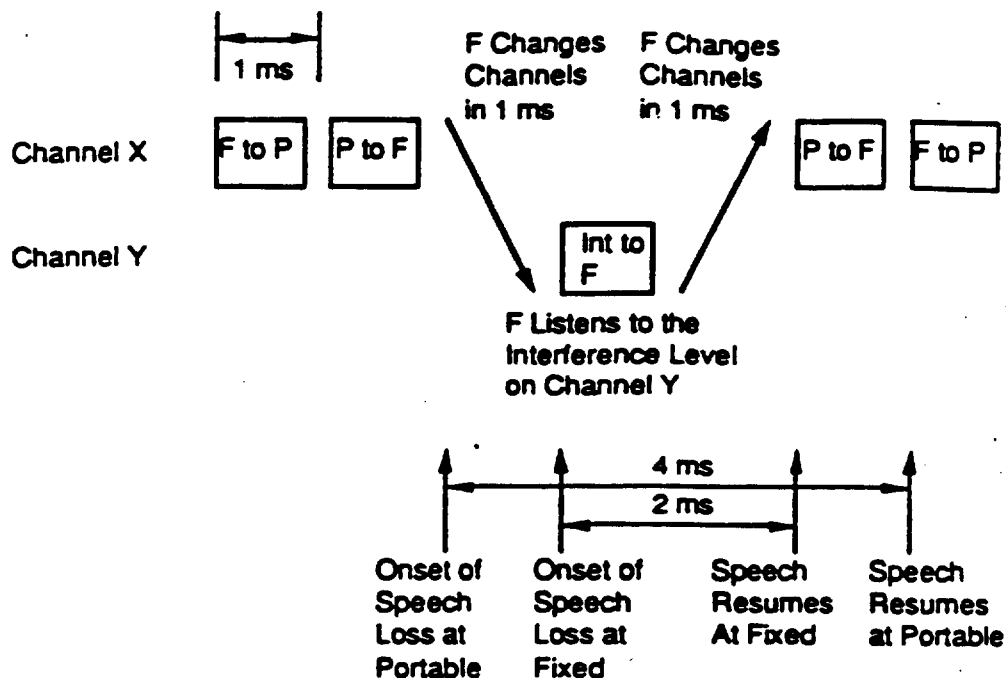 1 ms
F Changes
Channels
in 1 ms
F Changes
Channels
in 1 ms
Channel X
F to P
P to F
P to F
F to P
Channel Y
Int to
F
F Listens to the
Interference Level
on Channel Y
4 ms
2 ms
Onset of
Speech
Loss at
Portable
Onset of
Speech
Loss at
Fixed
Speech
Resumes
At Fixed
Speech
Resumes
at Portable